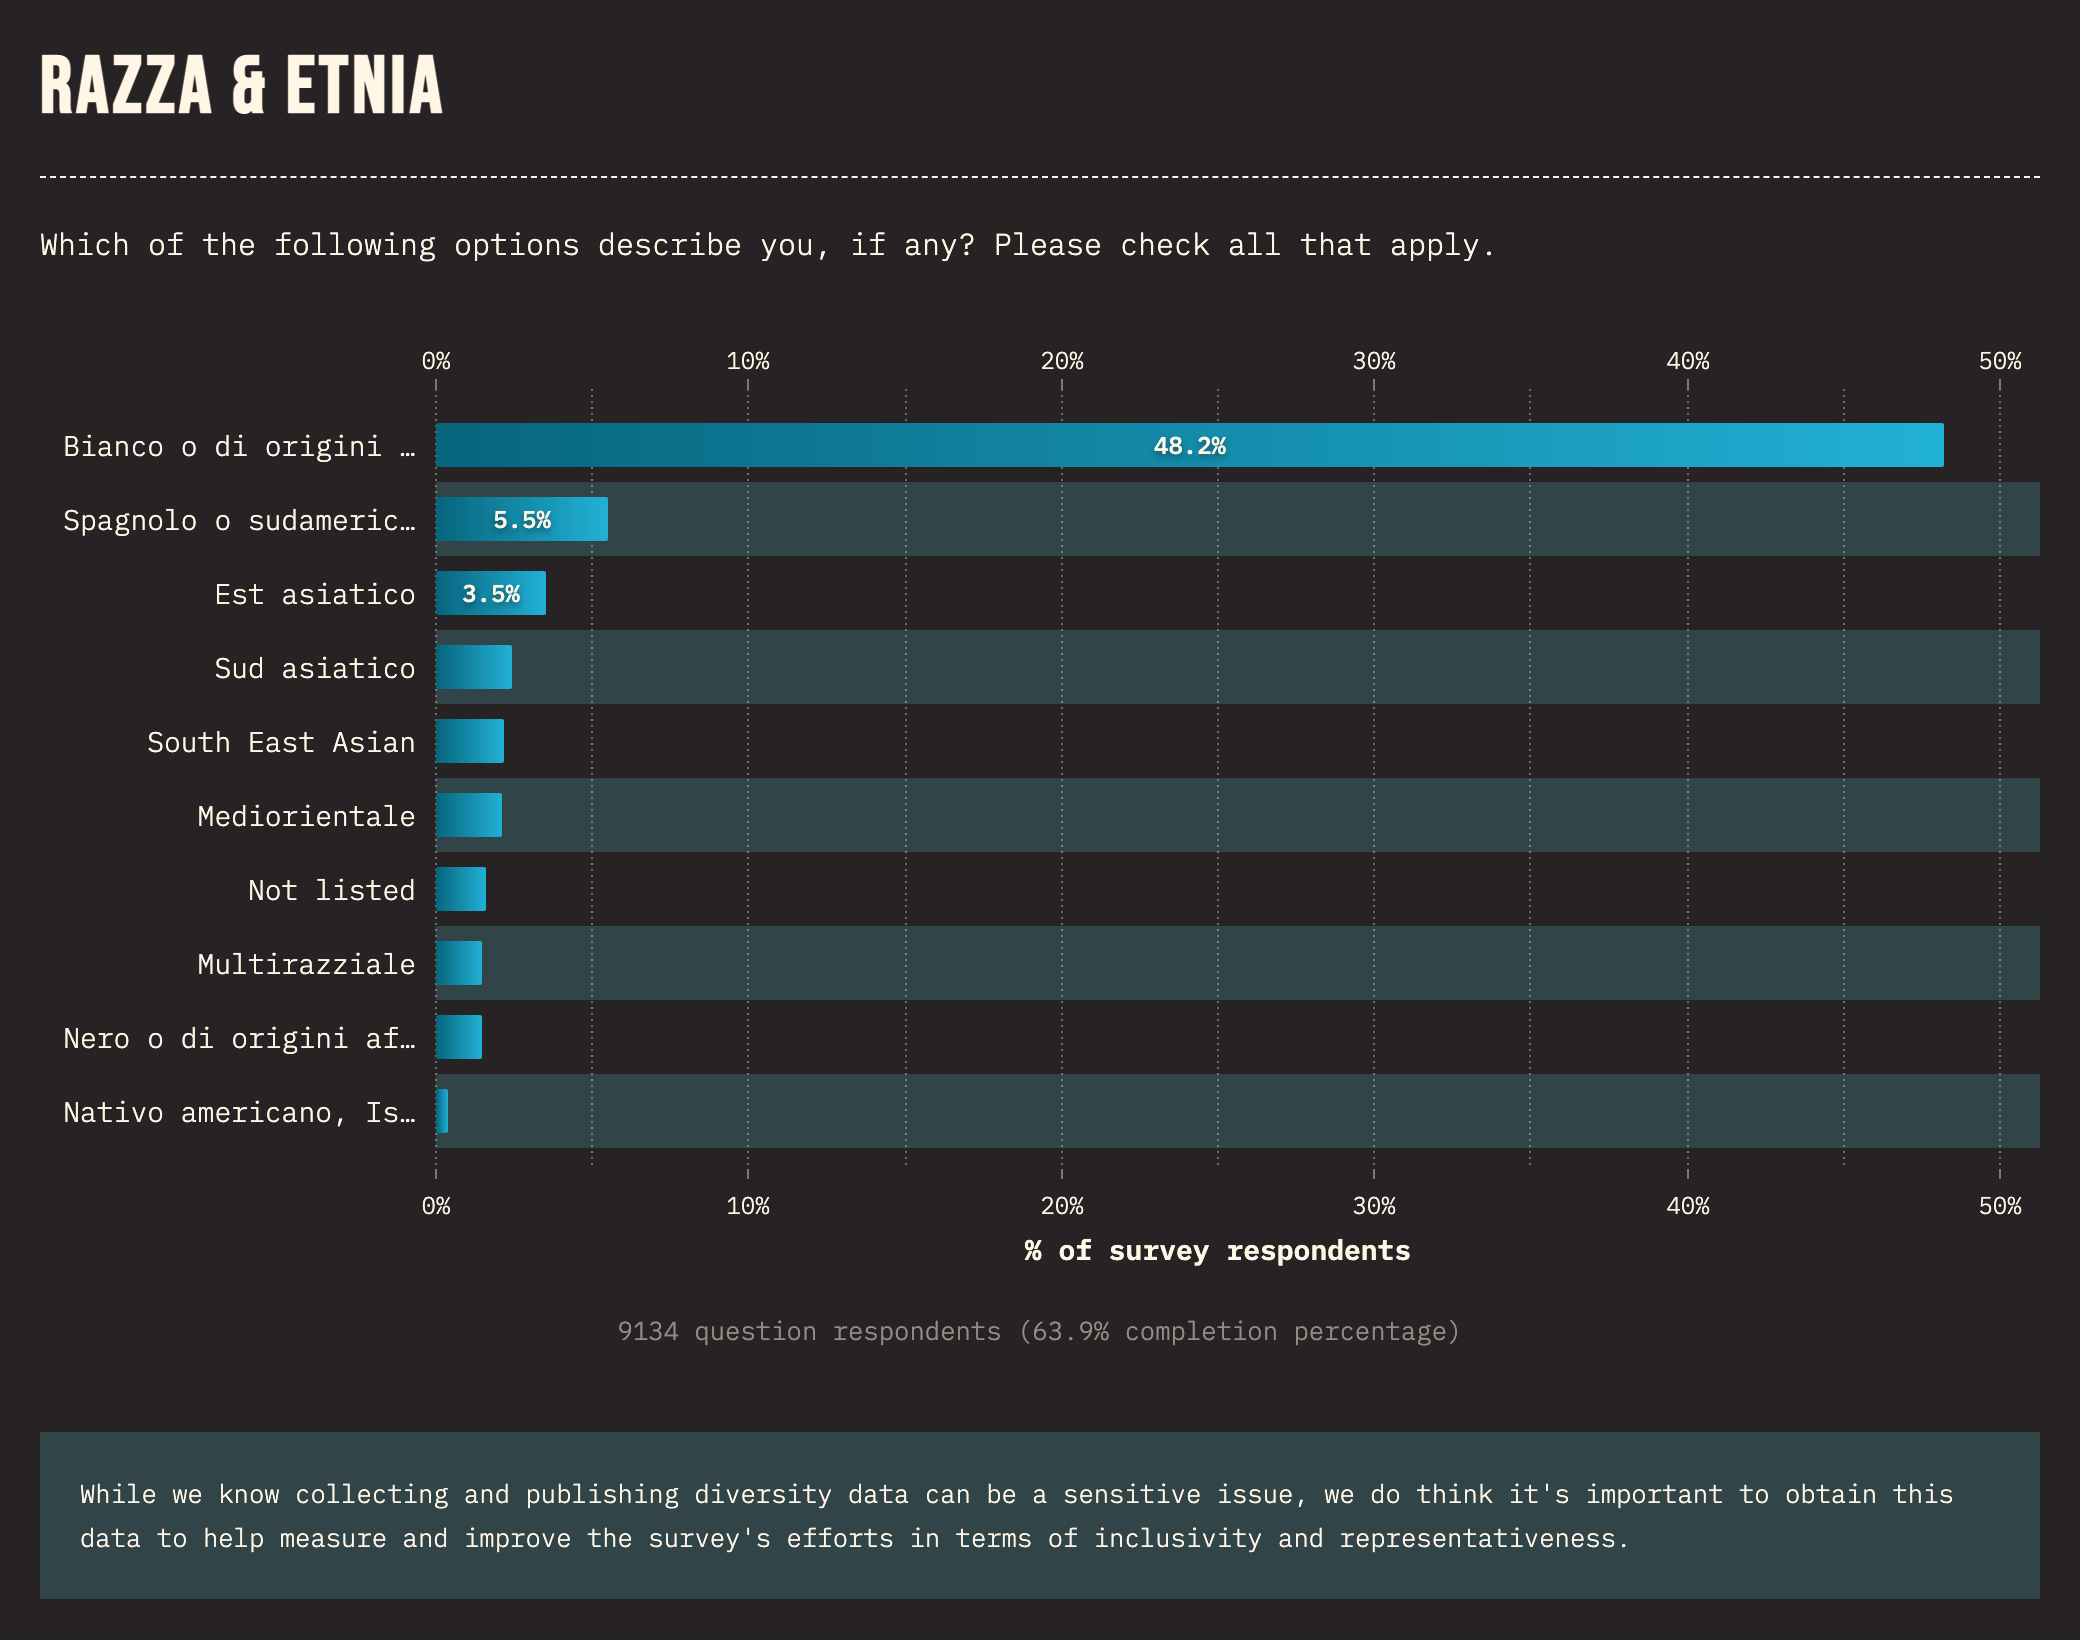 RAZZA & ETNIA
Which of the following options describe you, if any? Please check all that apply.
0% 10% 20% 30% 40% 50%
Bianco o di origini … 48.2%
Spagnolo o sudameric… 5.5%
Est asiatico 3.5%
Sud asiatico
South East Asian
Mediorientale
Not listed
Multirazziale
Nero o di origini af…
Nativo americano, Is…
0% 10% 20% 30% 40% 50%
% of survey respondents
9134 question respondents (63.9% completion percentage)
While we know collecting and publishing diversity data can be a sensitive issue, we do think it's important to obtain this
data to help measure and improve the survey's efforts in terms of inclusivity and representativeness.